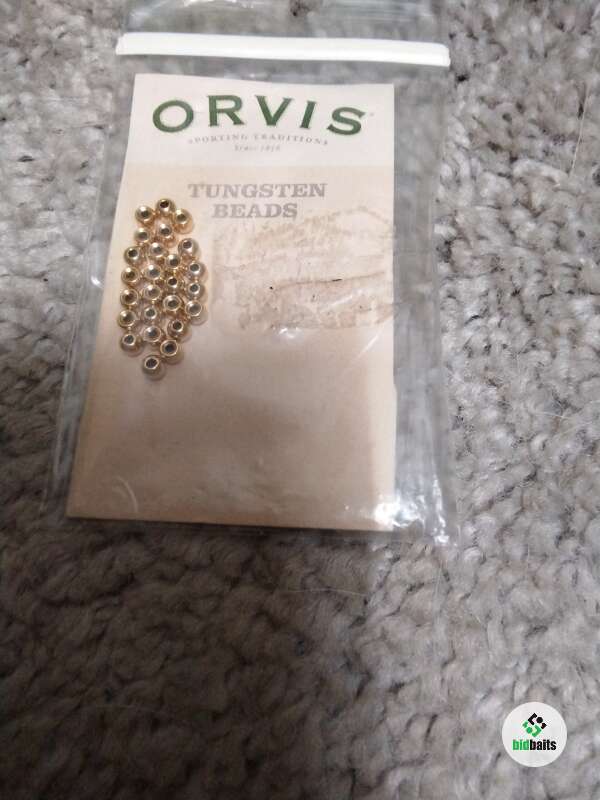 ORVIS
SPORTING TRADITIONS
Since 1856
TUNGSTEN
BEADS
bidbaits